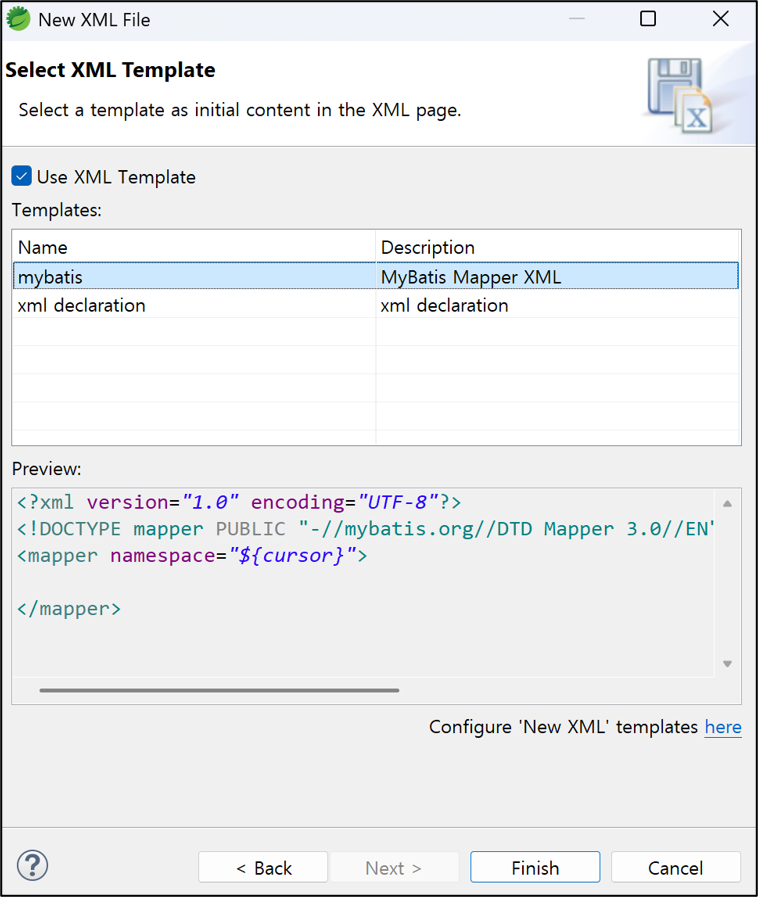 New XML File
Select XML Template
Select a template as initial content in the XML page.
Use XML Template
Templates:
Name Description
mybatis MyBatis Mapper XML
xml declaration xml declaration
Preview:
<?xml version="1.0" encoding="UTF-8"?>
<!DOCTYPE mapper PUBLIC "-//mybatis.org//DTD Mapper 3.0//EN"
<mapper namespace="${cursor}">
</mapper>
Configure 'New XML' templates here
? < Back Next > Finish Cancel